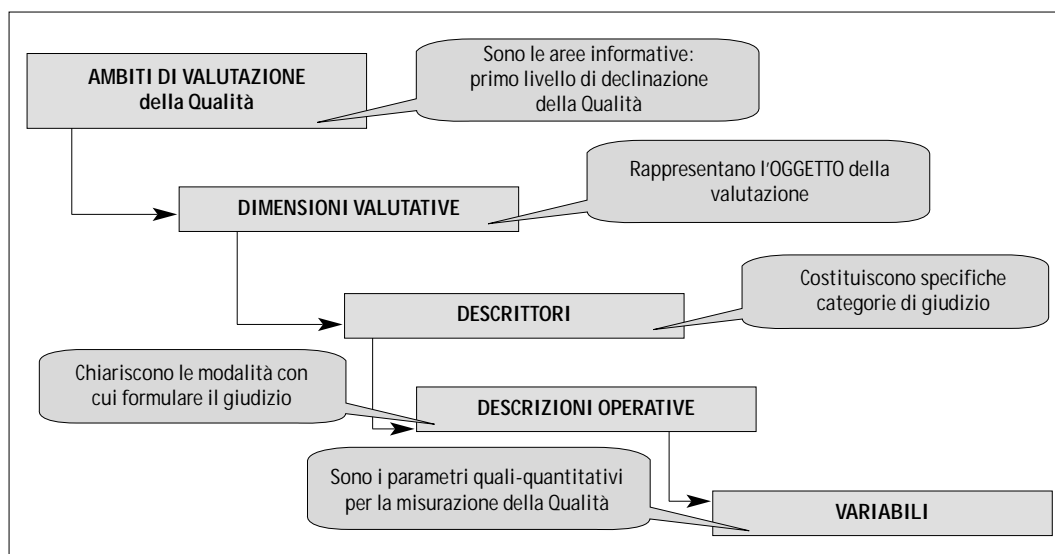 AMBITI DI VALUTAZIONE
della Qualità
Sono le aree informative:
primo livello di declinazione
della Qualità
DIMENSIONI VALUTATIVE
Rappresentano l'OGGETTO della
valutazione
DESCRITTORI
Costituiscono specifiche
categorie di giudizio
Chiariscono le modalità con
cui formulare il giudizio
DESCRIZIONI OPERATIVE
Sono i parametri quali-quantitativi
per la misurazione della Qualità
VARIABILI